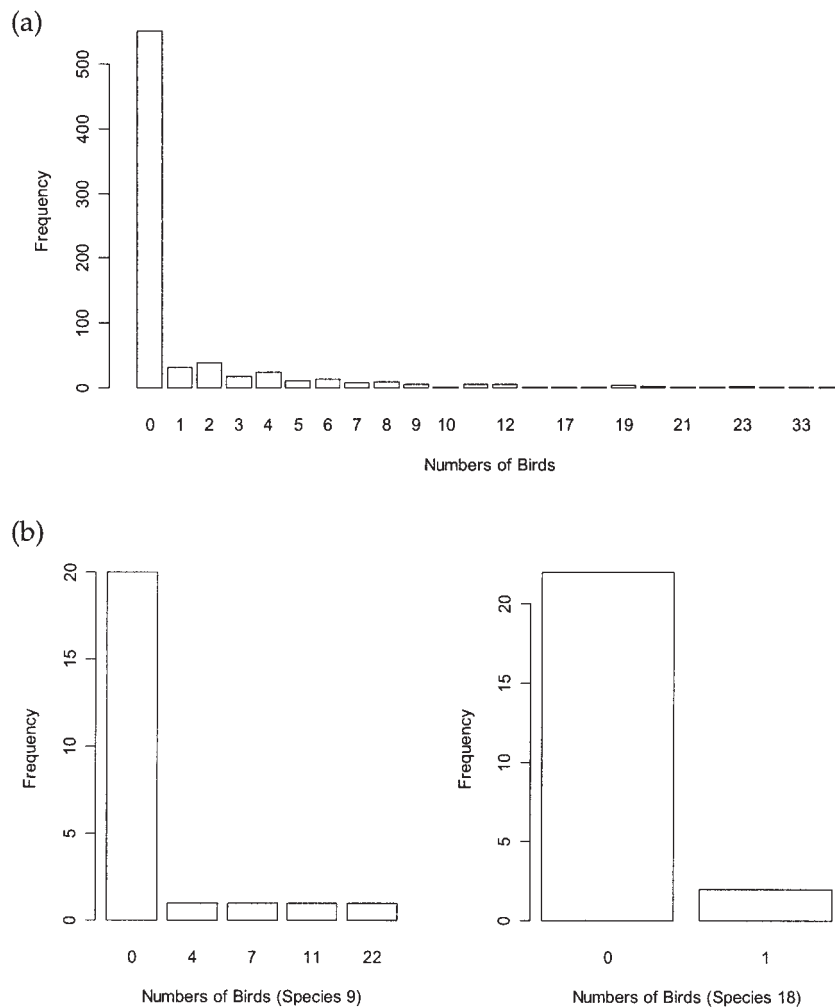 (a)
500
400
300
200
100
0
Frequency
0 1 2 3 4 5 6 7 8 9 10 12 17 19 21 23 33
Numbers of Birds
(b)
20
15
10
5
0
Frequency
0 4 7 11 22
Numbers of Birds (Species 9)
20
15
10
5
0
Frequency
0 1
Numbers of Birds (Species 18)